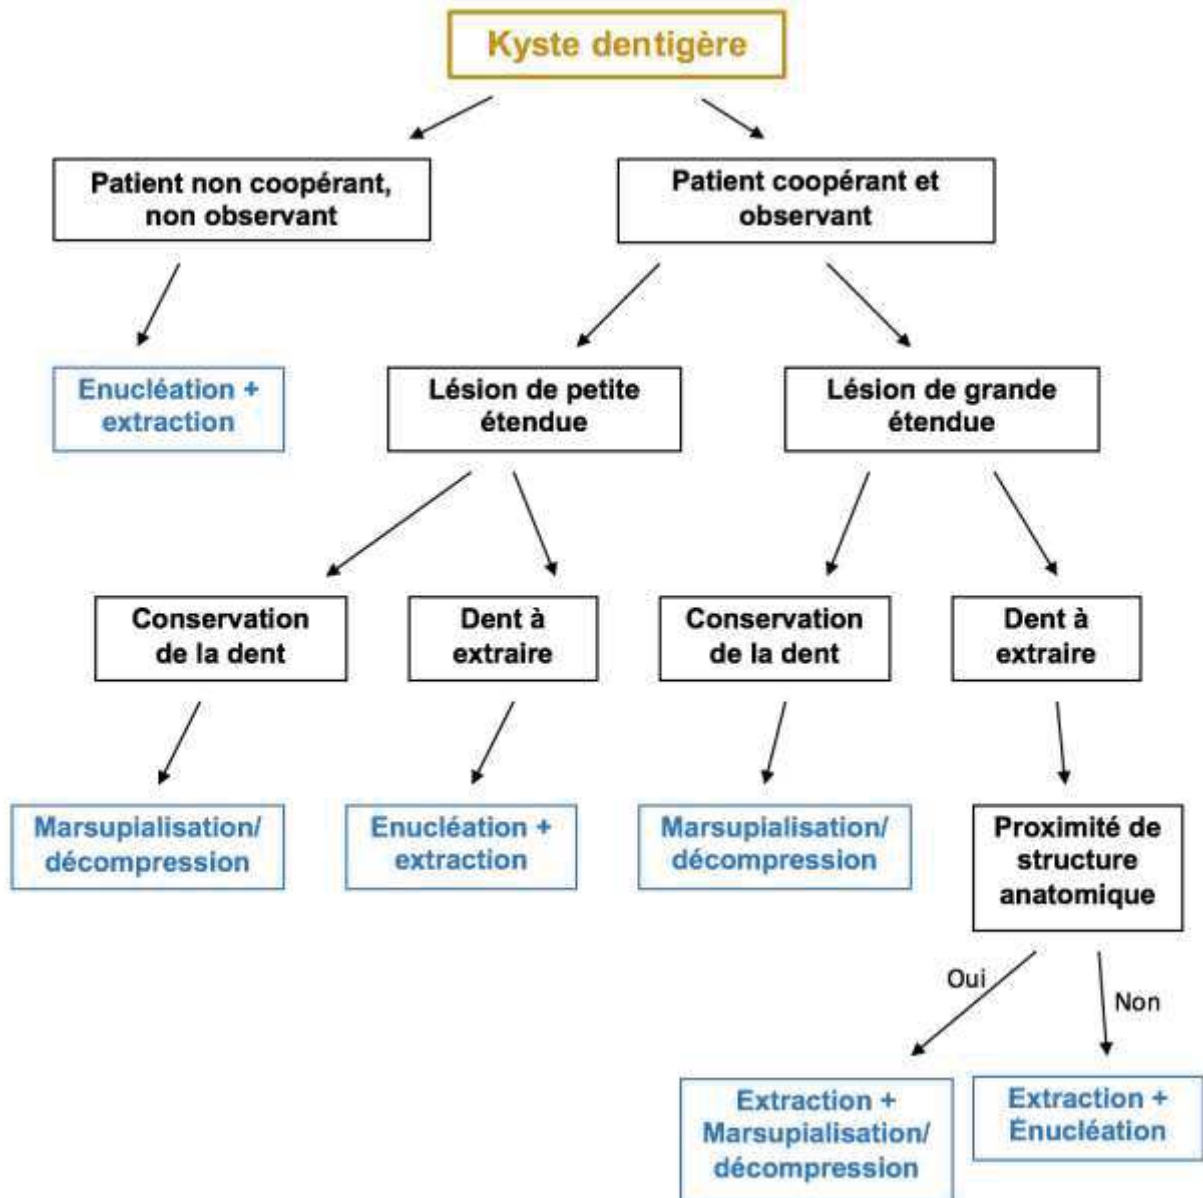 Kyste dentigère
Patient non coopérant,
non observant
Patient coopérant et
observant
Enucléation +
extraction
Lésion de petite
étendue
Lésion de grande
étendue
Conservation
de la dent
Dent à
extraire
Conservation
de la dent
Dent à
extraire
Marsupialisation/
décompression
Enucléation +
extraction
Marsupialisation/
décompression
Proximité de
structure
anatomique
Oui
Non
Extraction +
Marsupialisation/
décompression
Extraction +
Énucléation